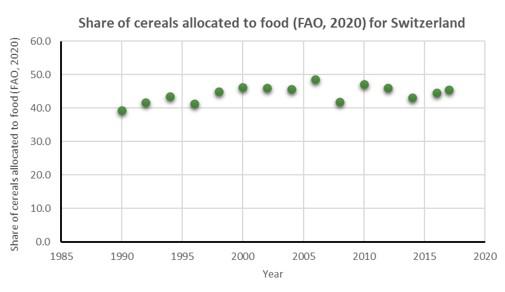 Share of cereals allocated to food (FAO, 2020) for Switzerland
Share of cereals allocated to food (FAO, 2020)
60.0
50.0
40.0
30.0
20.0
10.0
0.0
1985 1990 1995 2000 2005 2010 2015 2020
Year